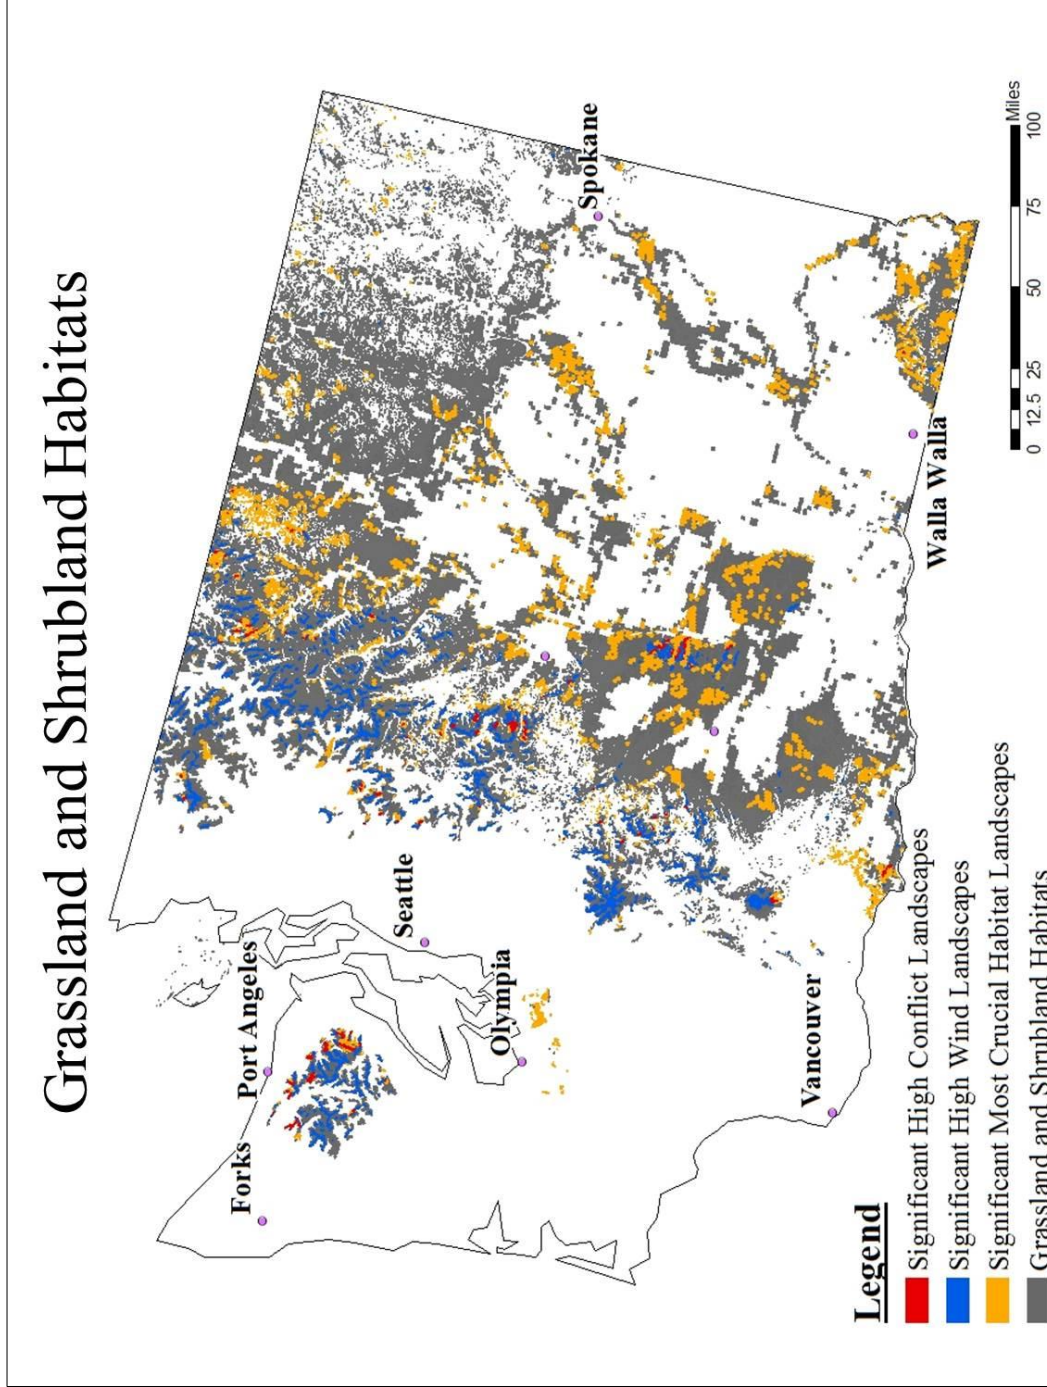 Grassland and Shrubland Habitats
Forks
Port Angeles
Seattle
Olympia
Vancouver
Spokane
Walla Walla
Legend
Significant High Conflict Landscapes
Significant High Wind Landscapes
Significant Most Crucial Habitat Landscapes
Grassland and Shrubland Habitats
0 12.5 25 50 75 100
Miles